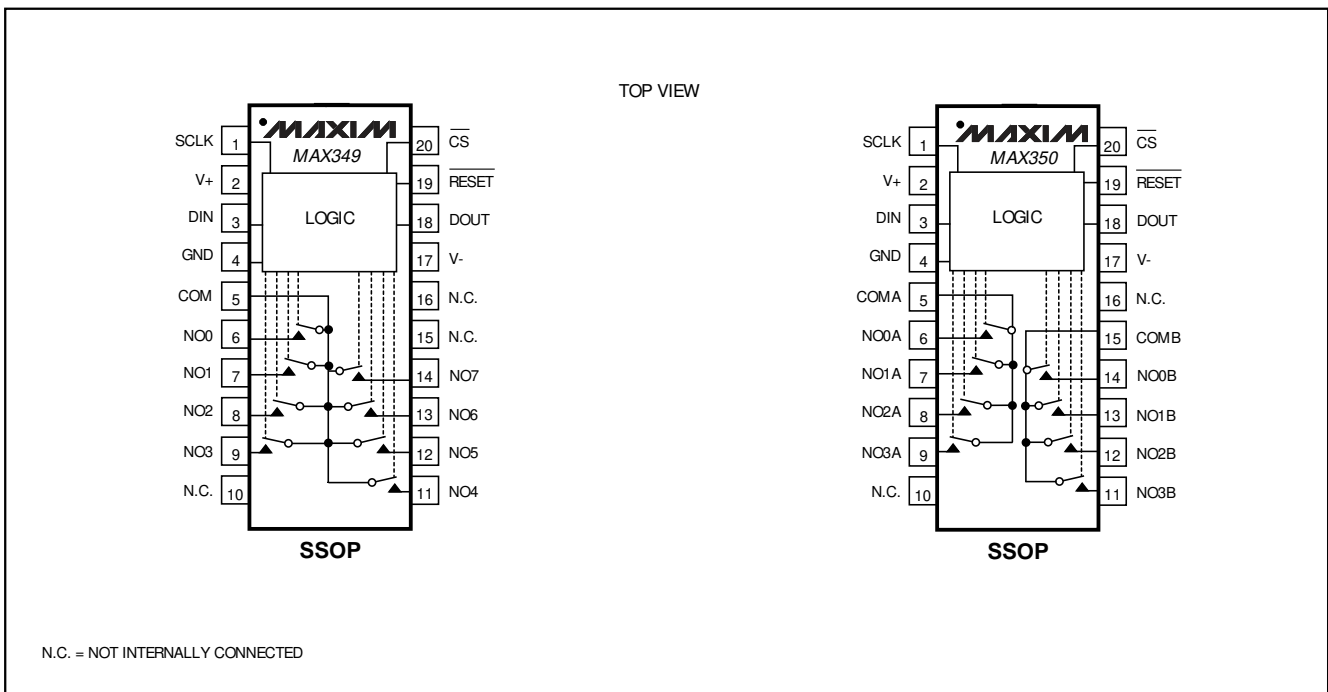 TOP VIEW
MAXIM
MAX349
LOGIC
SCLK 1
V+ 2
DIN 3
GND 4
COM 5
NO0 6
NO1 7
NO2 8
NO3 9
N.C. 10
20 C̅S̅
19 R̅E̅S̅E̅T̅
18 DOUT
17 V-
16 N.C.
15 N.C.
14 NO7
13 NO6
12 NO5
11 NO4
SSOP
MAXIM
MAX350
LOGIC
SCLK 1
V+ 2
DIN 3
GND 4
COMA 5
NO0A 6
NO1A 7
NO2A 8
NO3A 9
N.C. 10
20 C̅S̅
19 R̅E̅S̅E̅T̅
18 DOUT
17 V-
16 N.C.
15 COMB
14 NO0B
13 NO1B
12 NO2B
11 NO3B
SSOP
N.C. = NOT INTERNALLY CONNECTED